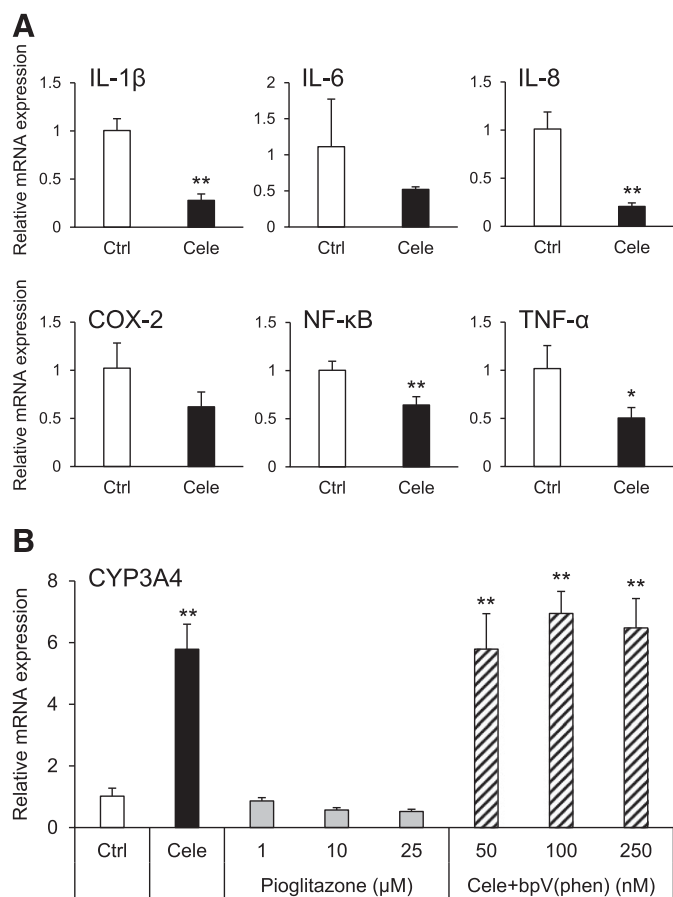 A
IL-1β
IL-6
IL-8
Relative mRNA expression
1.5
1
0.5
0
**
Ctrl Cele
2
1.5
1
0.5
0
Ctrl Cele
1.5
1
0.5
0
**
Ctrl Cele
COX-2
NF-κB
TNF-α
Relative mRNA expression
1.5
1
0.5
0
Ctrl Cele
1.5
1
0.5
0
**
Ctrl Cele
1.5
1
0.5
0
*
Ctrl Cele
B
CYP3A4
Relative mRNA expression
8
6
4
2
0
** ** ** **
Ctrl Cele 1 10 25 50 100 250
Pioglitazone (μM) Cele+bpV(phen) (nM)